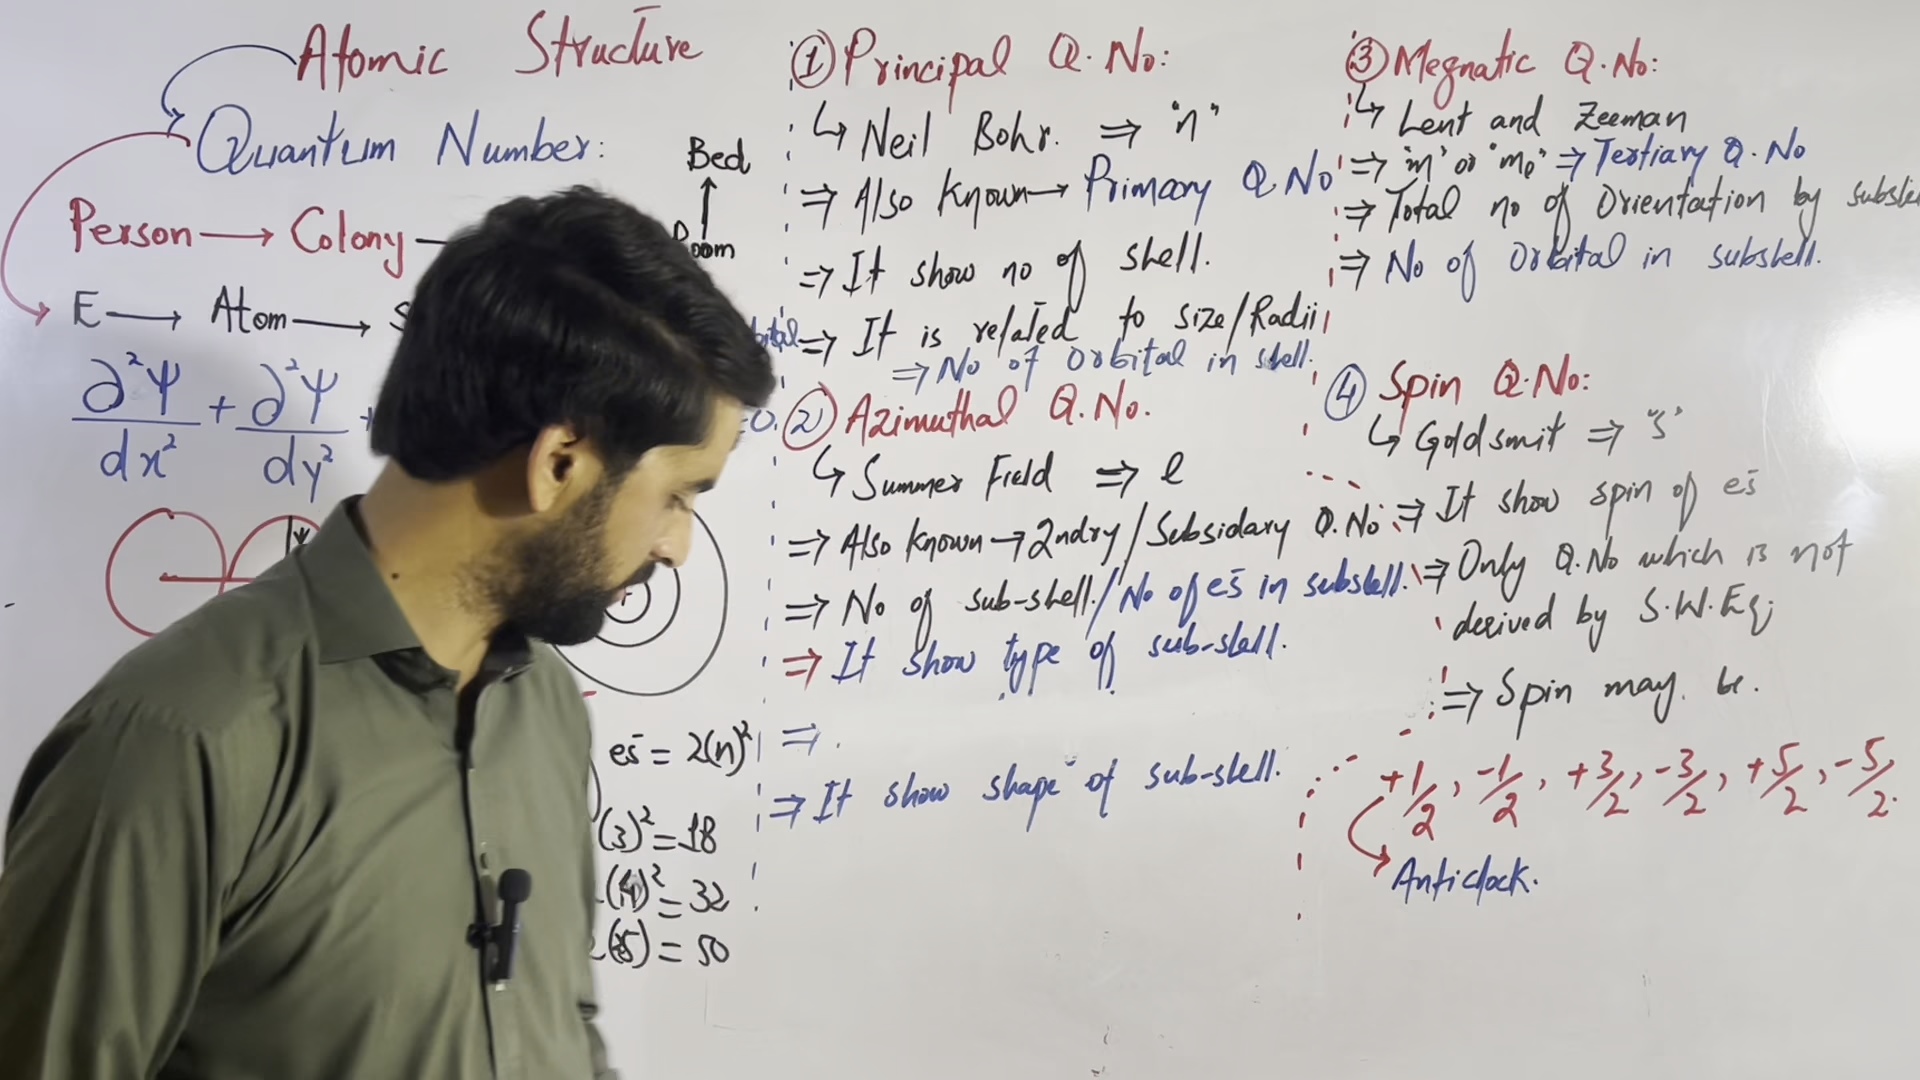 Atomic Structure
Quantum Number:
Person → Colony
Bed
↑
Room
E → Atom → S
∂²Ψ/dx² + ∂²Ψ/dy² +
=0.
es̄ = 2(n)²
(3)² = 18
(4)² = 32
(5) = 50
① Principal Q.No:
↳ Neil Bohr. ⇒ "n"
⇒ Also Known → Primary Q No
⇒ It show no of shell.
⇒ It is related to size/Radii
⇒ No of orbital in shell.
② Azimuthal Q.No.
↳ Summer Field ⇒ l
⇒ Also Known → 2ndry/Subsidary Q.No
⇒ No of sub-shell./No of es̄ in subshell.
⇒ It show type of sub-shell.
⇒
⇒ It show shape of sub-shell.
③ Megnatic Q.No:
↳ Lent and Zeeman
⇒ "m" or "mℓ" ⇒ Tertiary Q.No
⇒ Total no of Orientation by
⇒ No of Orbital in subshell.
④ Spin Q.No:
↳ Goldsmit ⇒ "s"
⇒ It show spin of es̄
⇒ Only Q.No which is not
derived by S.W.Eq;
⇒ Spin may be.
+1/2, -1/2, +3/2, -3/2, +5/2, -5/2.
Anticlock.